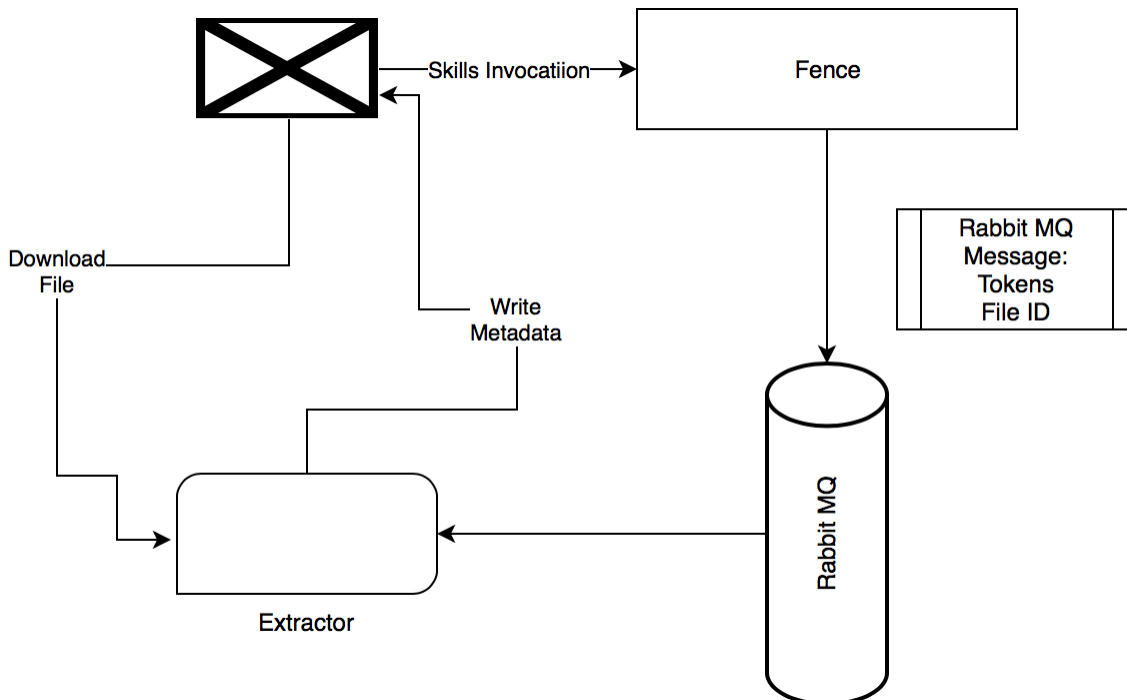 Skills Invocatiion
Fence
Rabbit MQ
Message:
Tokens
File ID
Download
File
Write
Metadata
Rabbit MQ
Extractor